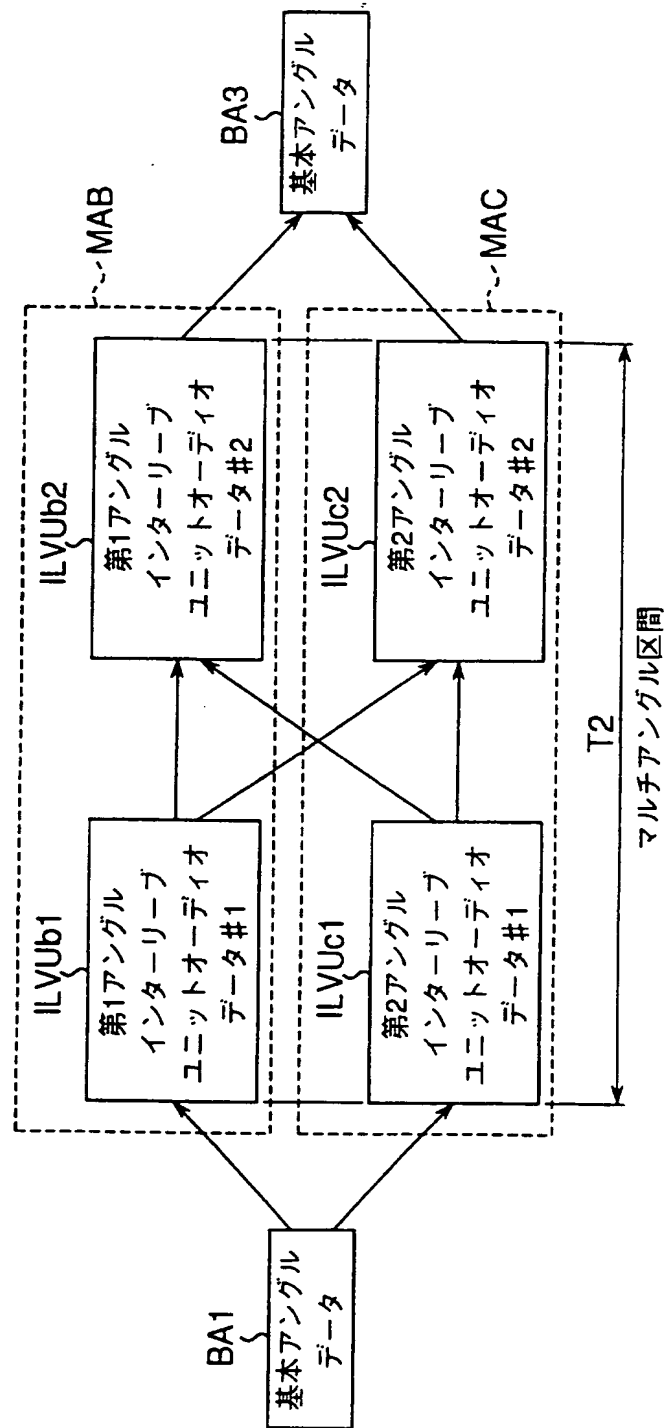 BA1
基本アングル
データ
MAB
ILVUb1
第1アングル
インターリーブ
ユニットオーディオ
データ#1
ILVUb2
第1アングル
インターリーブ
ユニットオーディオ
データ#2
ILVUc1
第2アングル
インターリーブ
ユニットオーディオ
データ#1
ILVUc2
第2アングル
インターリーブ
ユニットオーディオ
データ#2
MAC
BA3
基本アングル
データ
T2
マルチアングル区間